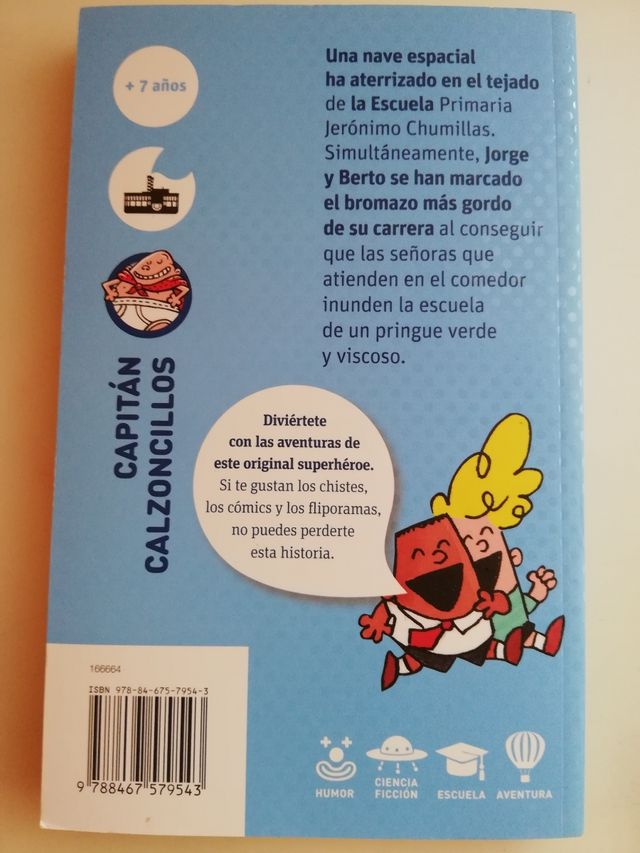 + 7 años
Una nave espacial
ha aterrizado en el tejado
de la Escuela Primaria
Jerónimo Chumillas.
Simultáneamente, Jorge
y Berto se han marcado
el bromazo más gordo
de su carrera al conseguir
que las señoras que
atienden en el comedor
inunden la escuela
de un pringue verde
y viscoso.
CAPITÁN
CALZONCILLOS
Diviértete
con las aventuras de
este original superhéroe.
Si te gustan los chistes,
los cómics y los fliporamas,
no puedes perderte
esta historia.
166664
ISBN 978-84-675-7954-3
9 788467 579543
HUMOR
CIENCIA
FICCIÓN
ESCUELA
AVENTURA